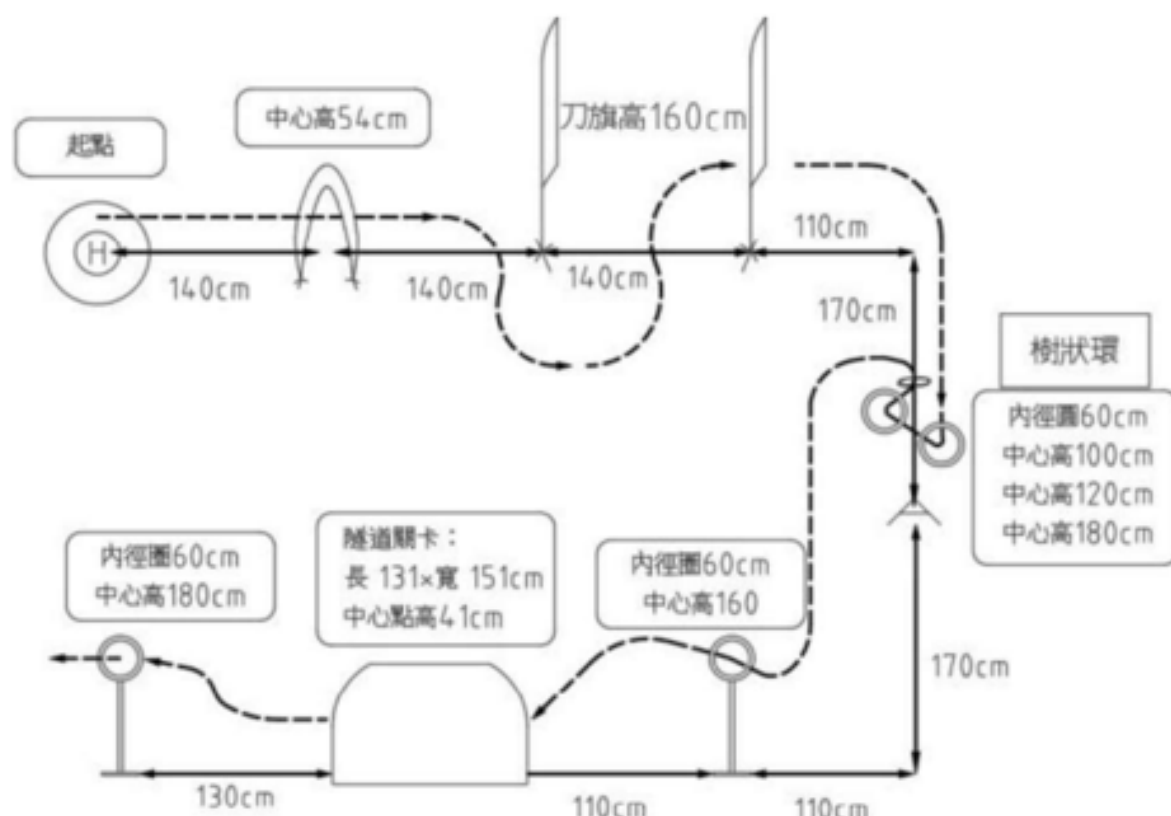 起點
中心高54cm
刀旗高160cm
H
140cm
140cm
140cm
110cm
170cm
樹狀環
內徑圓60cm
中心高100cm
中心高120cm
中心高180cm
內徑圈60cm
中心高180cm
隧道關卡：
長 131×寬 151cm
中心點高41cm
內徑圈60cm
中心高160
170cm
130cm
110cm
110cm